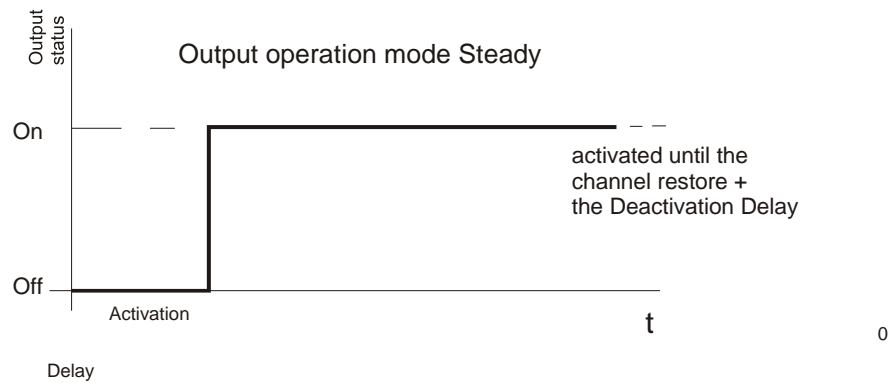 Output
status
Output operation mode Steady
On
activated until the
channel restore +
the Deactivation Delay
Off
Activation
t
0
Delay